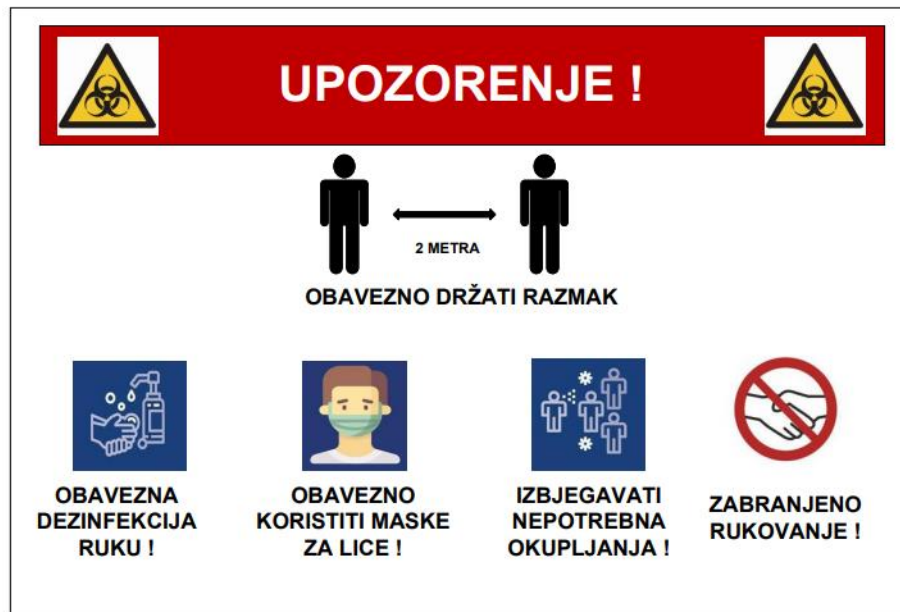 UPOZORENJE !
2 METRA
OBAVEZNO DRŽATI RAZMAK
OBAVEZNA
DEZINFEKCIJA
RUKU !
OBAVEZNO
KORISTITI MASKE
ZA LICE !
IZBJEGAVATI
NEPOTREBNA
OKUPLJANJA !
ZABRANJENO
RUKOVANJE !